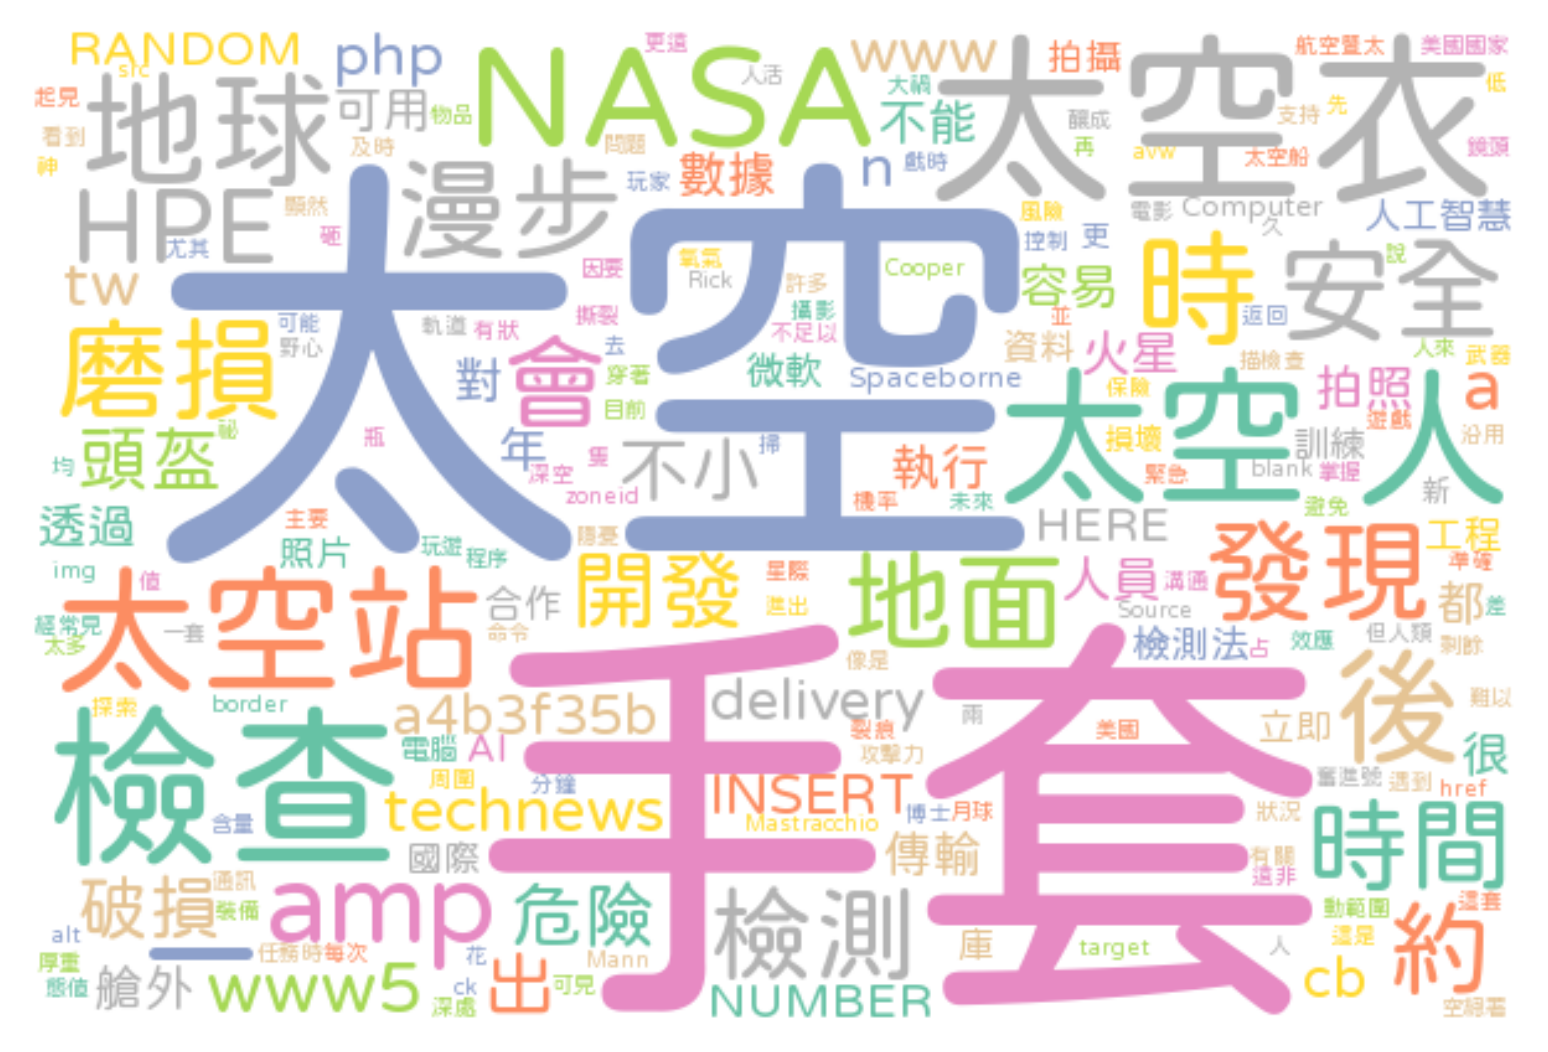 RANDOM
src
php
NASA
更遠
人活
www
大禍
太空衣
拍攝
航空暨太
美國國家
低
起見
地球
可用
物品
不能
釀成
支持
先
看到
神
及時
問題
再
avw
太空船
鏡頭
HPE
顯然
漫步
玩家
數據
n
戲時
風險
電影
Computer
人工智慧
尤其
砸
控制
更
久
tw
太空
因要
氧氣
Rick
許多
Cooper
容易
時
安全
說
磨損
可能
野心
軌道
有狀
撕裂
攝影
不足以
並
返回
資料
火星
描檢查
人來
武器
對
會
去
穿著
目前
微軟
Spaceborne
太空人
保險
拍照
a
遊戲
頭盔
祕
瓶
年
深空
隻
不小
掃
執行
損壞
訓練
沿用
均
zoneid
機率
未來
緊急
blank
掌握
新
透過
主要
照片
玩遊
程序
隱憂
HERE
避免
工程
img
值
太空站
合作
開發
星際
進出
地面
人員
溝通
發現
準確
經常見
太多
一套
命令
Source
都
差
手套
像是
檢測法
占
效應
但人類
剩餘
探索
border
a4b3f35b
delivery
雨
美國
立即
後
難以
檢查
電腦
AI
裂痕
攻擊力
很
周圍
分鐘
奮進號
遇到
href
含量
technews
INSERT
Mastracchio
博士
月球
狀況
時間
國際
傳輸
有關
遠非
破損
通訊
裝備
amp
危險
檢測
動範圍
這套
約
alt
_
任務時
每次
花
Mann
庫
target
人
這是
厚重
態值
艙外
www5
ck
深處
出
可見
NUMBER
cb